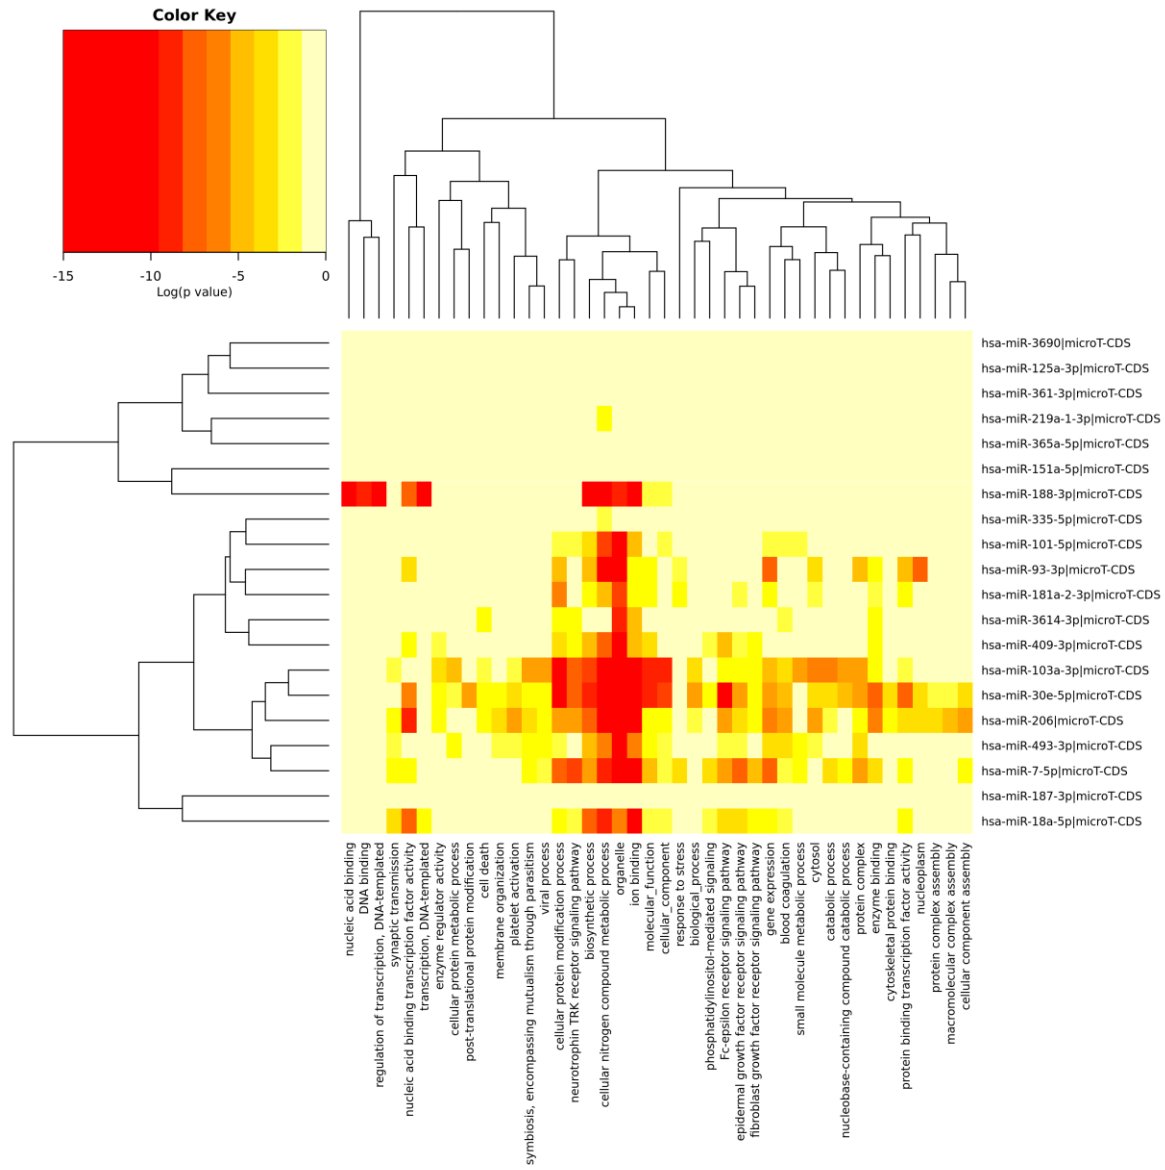 Color Key
-15
-10
-5
0
Log(p value)
hsa-miR-3690|microT-CDS
hsa-miR-125a-3p|microT-CDS
hsa-miR-361-3p|microT-CDS
hsa-miR-219a-1-3p|microT-CDS
hsa-miR-365a-5p|microT-CDS
hsa-miR-151a-5p|microT-CDS
hsa-miR-188-3p|microT-CDS
hsa-miR-335-5p|microT-CDS
hsa-miR-101-5p|microT-CDS
hsa-miR-93-3p|microT-CDS
hsa-miR-181a-2-3p|microT-CDS
hsa-miR-3614-3p|microT-CDS
hsa-miR-409-3p|microT-CDS
hsa-miR-103a-3p|microT-CDS
hsa-miR-30e-5p|microT-CDS
hsa-miR-206|microT-CDS
hsa-miR-493-3p|microT-CDS
hsa-miR-7-5p|microT-CDS
hsa-miR-187-3p|microT-CDS
hsa-miR-18a-5p|microT-CDS
nucleic acid binding
DNA binding
regulation of transcription, DNA-templated
synaptic transmission
nucleic acid binding transcription factor activity
transcription, DNA-templated
enzyme regulator activity
cellular protein metabolic process
post-translational protein modification
cell death
membrane organization
platelet activation
symbiosis, encompassing mutualism through parasitism
viral process
cellular protein modification process
neurotrophin TRK receptor signaling pathway
biosynthetic process
cellular nitrogen compound metabolic process
organelle
ion binding
molecular_function
cellular_component
response to stress
biological_process
phosphatidylinositol-mediated signaling
Fc-epsilon receptor signaling pathway
epidermal growth factor receptor signaling pathway
fibroblast growth factor receptor signaling pathway
gene expression
blood coagulation
small molecule metabolic process
cytosol
catabolic process
nucleobase-containing compound catabolic process
protein complex
enzyme binding
cytoskeletal protein binding
protein binding transcription factor activity
nucleoplasm
protein complex assembly
macromolecular complex assembly
cellular component assembly